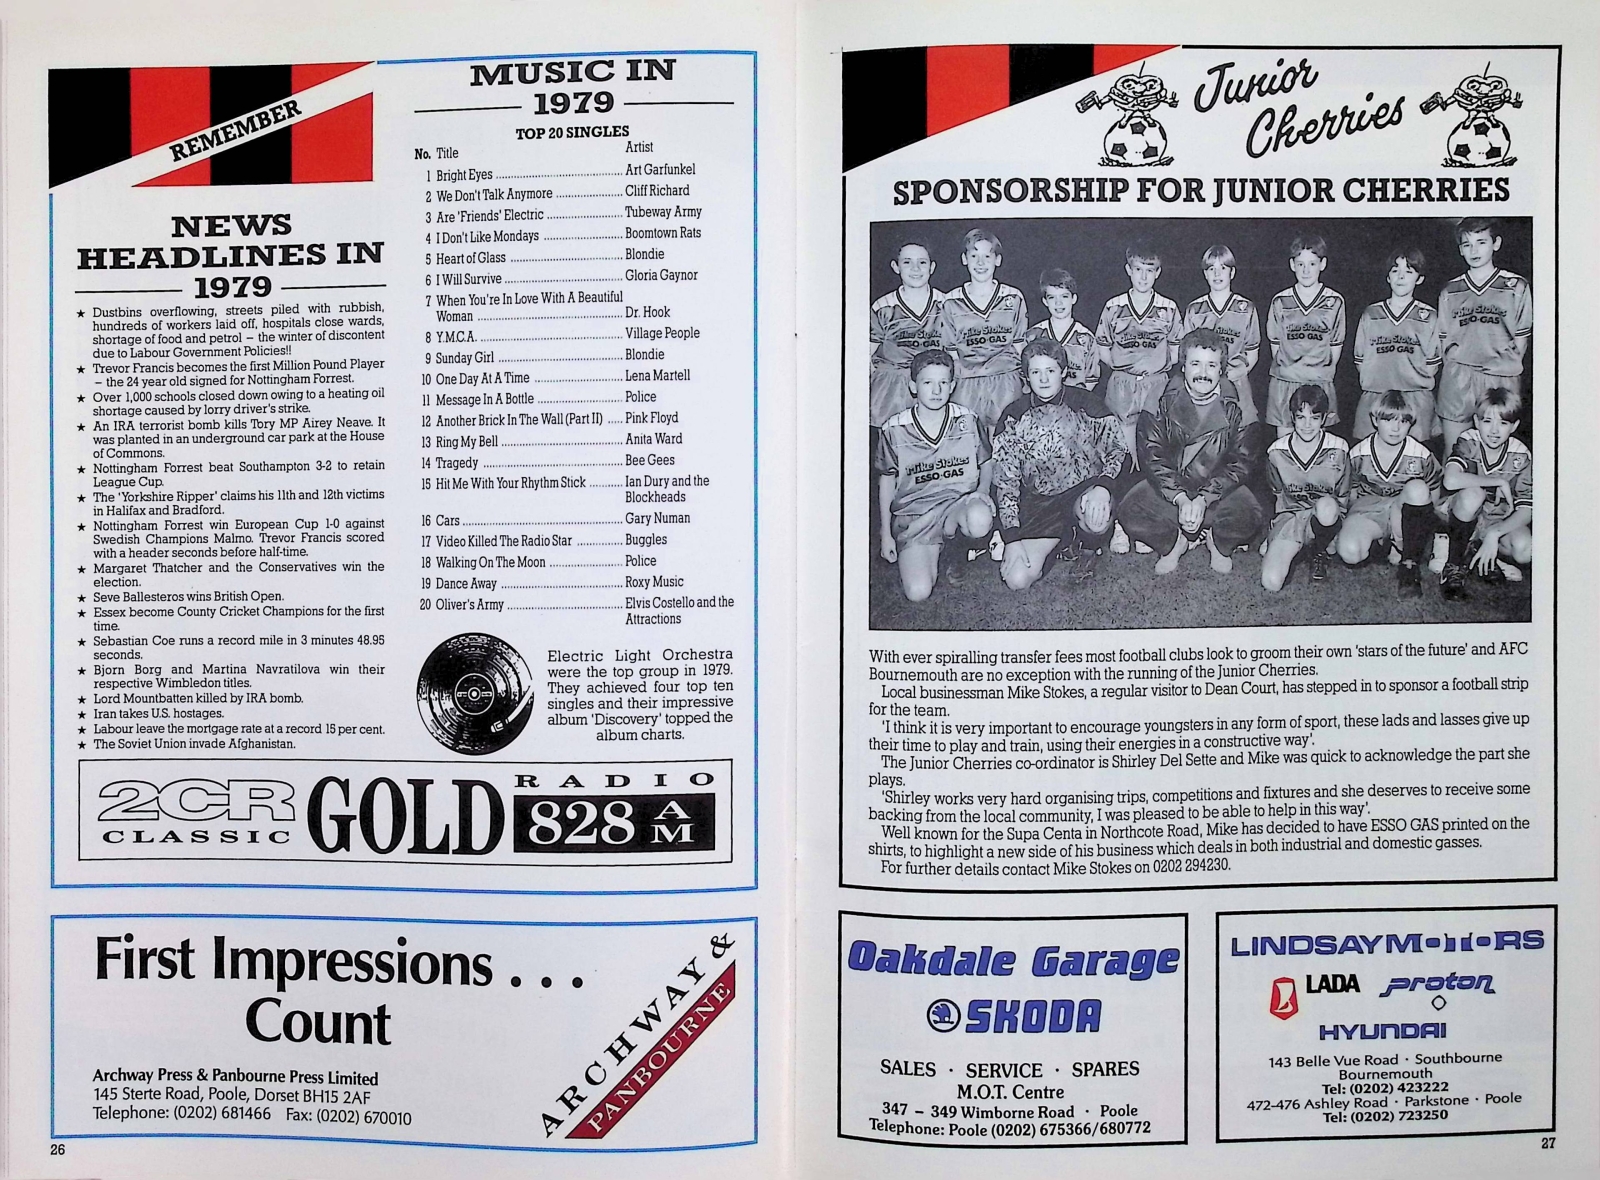 REMEMBER
NEWS
HEADLINES IN
1979
★ Dustbins overflowing, streets piled with rubbish,
hundreds of workers laid off, hospitals close wards,
shortage of food and petrol – the winter of discontent
due to Labour Government Policies!!
★ Trevor Francis becomes the first Million Pound Player
– the 24 year old signed for Nottingham Forrest.
★ Over 1,000 schools closed down owing to a heating oil
shortage caused by lorry driver's strike.
★ An IRA terrorist bomb kills Tory MP Airey Neave. It
was planted in an underground car park at the House
of Commons.
★ Nottingham Forrest beat Southampton 3-2 to retain
League Cup.
★ The 'Yorkshire Ripper' claims his 11th and 12th victims
in Halifax and Bradford.
★ Nottingham Forrest win European Cup 1-0 against
Swedish Champions Malmo. Trevor Francis scored
with a header seconds before half-time.
★ Margaret Thatcher and the Conservatives win the
election.
★ Seve Ballesteros wins British Open.
★ Essex become County Cricket Champions for the first
time.
★ Sebastian Coe runs a record mile in 3 minutes 48.95
seconds.
★ Bjorn Borg and Martina Navratilova win their
respective Wimbledon titles.
★ Lord Mountbatten killed by IRA bomb.
★ Iran takes U.S. hostages.
★ Labour leave the mortgage rate at a record 15 per cent.
★ The Soviet Union invade Afghanistan.
MUSIC IN
1979
TOP 20 SINGLES
No. Title Artist
1 Bright Eyes ........ Art Garfunkel
2 We Don't Talk Anymore ........ Cliff Richard
3 Are 'Friends' Electric ........ Tubeway Army
4 I Don't Like Mondays ........ Boomtown Rats
5 Heart of Glass ........ Blondie
6 I Will Survive ........ Gloria Gaynor
7 When You're In Love With A Beautiful
Woman ........ Dr. Hook
8 Y.M.C.A. ........ Village People
9 Sunday Girl ........ Blondie
10 One Day At A Time ........ Lena Martell
11 Message In A Bottle ........ Police
12 Another Brick In The Wall (Part II) ..... Pink Floyd
13 Ring My Bell ........ Anita Ward
14 Tragedy ........ Bee Gees
15 Hit Me With Your Rhythm Stick ........ Ian Dury and the
Blockheads
16 Cars ........ Gary Numan
17 Video Killed The Radio Star ........ Buggles
18 Walking On The Moon ........ Police
19 Dance Away ........ Roxy Music
20 Oliver's Army ........ Elvis Costello and the
Attractions
Electric Light Orchestra
were the top group in 1979.
They achieved four top ten
singles and their impressive
album 'Discovery' topped the
album charts.
2CR
CLASSIC
GOLD
RADIO
828 AM
First Impressions . . .
Count
Archway Press & Panbourne Press Limited
145 Sterte Road, Poole, Dorset BH15 2AF
Telephone: (0202) 681466 Fax: (0202) 670010
ARCHWAY &
PANBOURNE
26
Junior
Cherries
SPONSORSHIP FOR JUNIOR CHERRIES
Mike Stokes
ESSO·GAS
Mike Stokes
ESSO·GAS
Mike Stokes
ESSO·GAS
Mike Stokes
ESSO·GAS
Mike Stokes
ESSO·GAS
Mike Stokes
ESSO·GAS
With ever spiralling transfer fees most football clubs look to groom their own 'stars of the future' and AFC
Bournemouth are no exception with the running of the Junior Cherries.
Local businessman Mike Stokes, a regular visitor to Dean Court, has stepped in to sponsor a football strip
for the team.
'I think it is very important to encourage youngsters in any form of sport, these lads and lasses give up
their time to play and train, using their energies in a constructive way'.
The Junior Cherries co-ordinator is Shirley Del Sette and Mike was quick to acknowledge the part she
plays.
'Shirley works very hard organising trips, competitions and fixtures and she deserves to receive some
backing from the local community, I was pleased to be able to help in this way'.
Well known for the Supa Centa in Northcote Road, Mike has decided to have ESSO GAS printed on the
shirts, to highlight a new side of his business which deals in both industrial and domestic gasses.
For further details contact Mike Stokes on 0202 294230.
Oakdale Garage
SKODA
SALES · SERVICE · SPARES
M.O.T. Centre
347 – 349 Wimborne Road · Poole
Telephone: Poole (0202) 675366/680772
LINDSAY MOTORS
LADA proton
HYUNDAI
143 Belle Vue Road · Southbourne
Bournemouth
Tel: (0202) 423222
472-476 Ashley Road · Parkstone · Poole
Tel: (0202) 723250
27